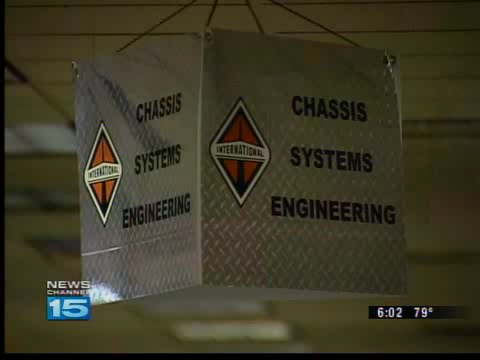 CHASSIS
SYSTEMS
ENGINEERING
INTERNATIONAL
CHASSIS
SYSTEMS
ENGINEERING
INTERNATIONAL
NEWS
CHANNEL
15
6:02 79°